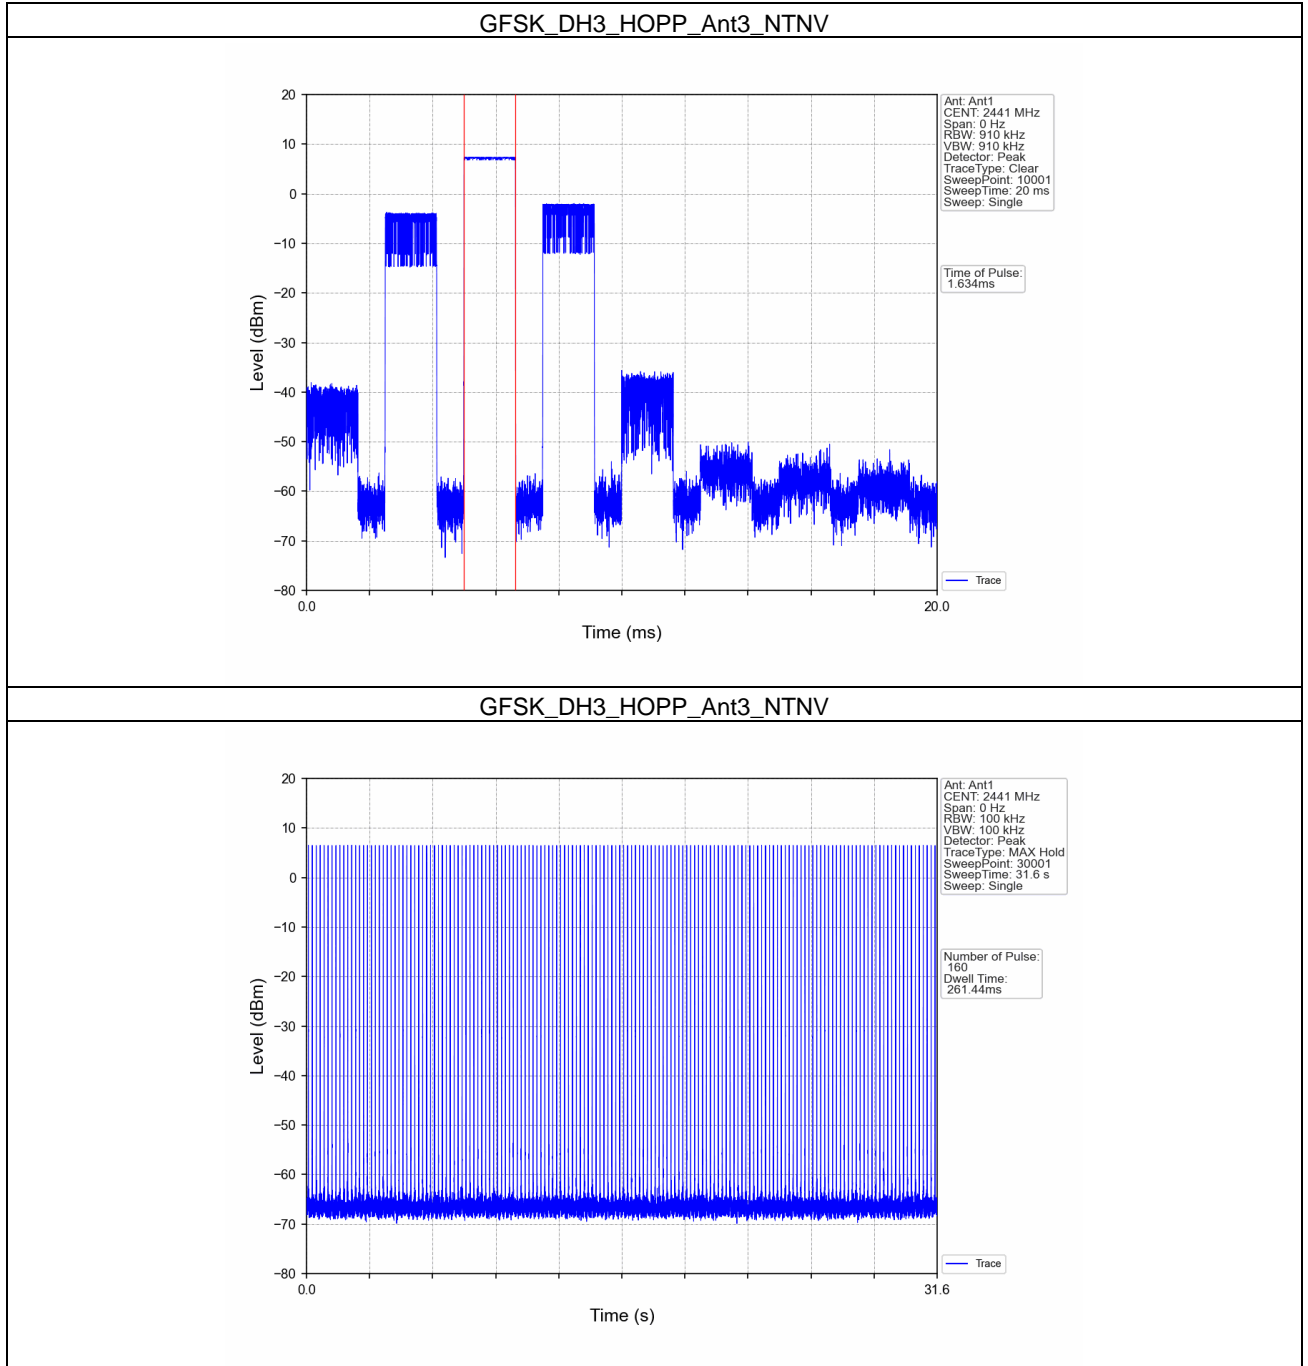 GFSK_DH3_HOPP_Ant3_NTNV
20
10
0
−10
−20
−30
−40
−50
−60
−70
−80
Level (dBm)
0.0
20.0
Time (ms)
Ant: Ant1
CENT: 2441 MHz
Span: 0 Hz
RBW: 910 kHz
VBW: 910 kHz
Detector: Peak
TraceType: Clear
SweepPoint: 10001
SweepTime: 20 ms
Sweep: Single
Time of Pulse:
1.634ms
Trace
GFSK_DH3_HOPP_Ant3_NTNV
20
10
0
−10
−20
−30
−40
−50
−60
−70
−80
Level (dBm)
0.0
31.6
Time (s)
Ant: Ant1
CENT: 2441 MHz
Span: 0 Hz
RBW: 100 kHz
VBW: 100 kHz
Detector: Peak
TraceType: MAX Hold
SweepPoint: 30001
SweepTime: 31.6 s
Sweep: Single
Number of Pulse:
160
Dwell Time:
261.44ms
Trace